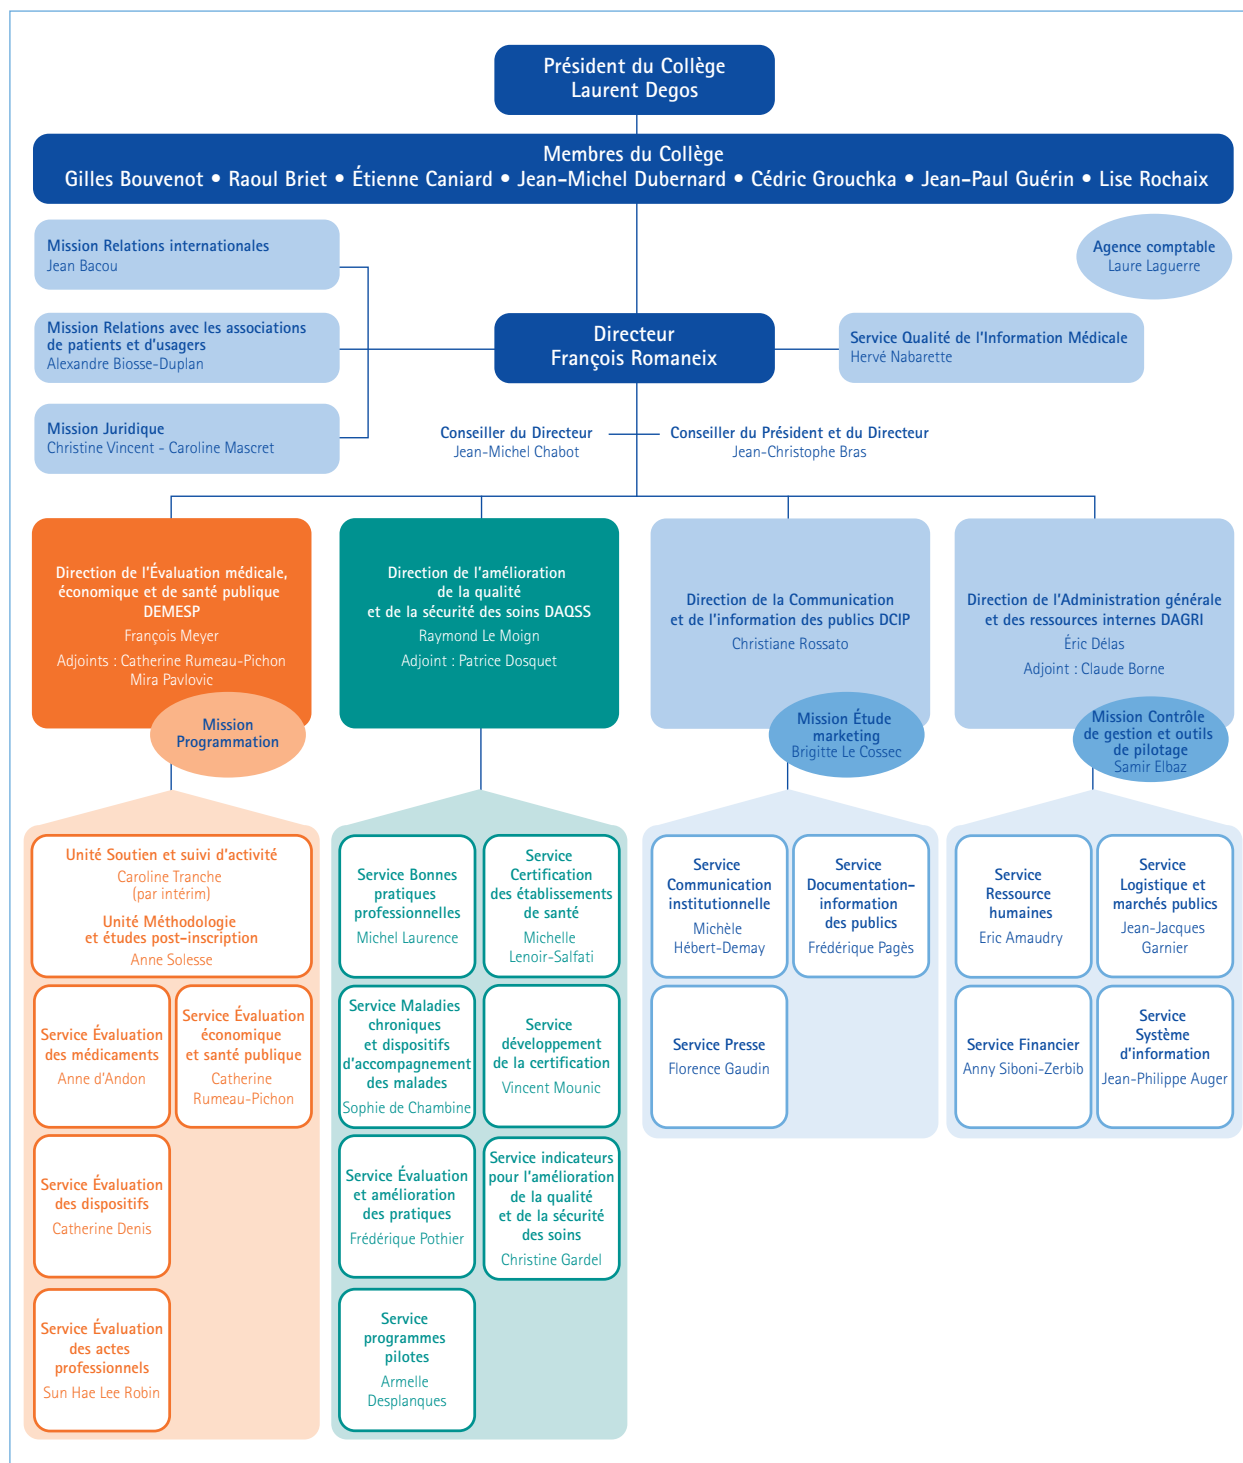 Président du Collège
Laurent Degos
Membres du Collège
Gilles Bouvenot • Raoul Briet • Étienne Caniard • Jean-Michel Dubernard • Cédric Grouchka • Jean-Paul Guérin • Lise Rochaix
Mission Relations internationales
Jean Bacou
Agence comptable
Laure Laguerre
Mission Relations avec les associations
de patients et d'usagers
Alexandre Biosse-Duplan
Directeur
François Romaneix
Service Qualité de l'Information Médicale
Hervé Nabarette
Mission Juridique
Christine Vincent - Caroline Mascret
Conseiller du Directeur
Jean-Michel Chabot
Conseiller du Président et du Directeur
Jean-Christophe Bras
Direction de l'Évaluation médicale,
économique et de santé publique
DEMESP
François Meyer
Adjoints : Catherine Rumeau-Pichon
Mira Pavlovic
Mission
Programmation
Direction de l'amélioration
de la qualité
et de la sécurité des soins DAQSS
Raymond Le Moign
Adjoint : Patrice Dosquet
Direction de la Communication
et de l'information des publics DCIP
Christiane Rossato
Mission Étude
marketing
Brigitte Le Cossec
Direction de l'Administration générale
et des ressources internes DAGRI
Éric Délas
Adjoint : Claude Borne
Mission Contrôle
de gestion et outils
de pilotage
Samir Elbaz
Unité Soutien et suivi d'activité
Caroline Tranche
(par intérim)
Unité Méthodologie
et études post-inscription
Anne Solesse
Service Évaluation
des médicaments
Anne d'Andon
Service Évaluation
économique
et santé publique
Catherine
Rumeau-Pichon
Service Évaluation
des dispositifs
Catherine Denis
Service Évaluation
des actes
professionnels
Sun Hae Lee Robin
Service Bonnes
pratiques
professionnelles
Michel Laurence
Service
Certification
des établissements
de santé
Michelle
Lenoir-Salfati
Service Maladies
chroniques
et dispositifs
d'accompagnement
des malades
Sophie de Chambine
Service
développement
de la certification
Vincent Mounic
Service Évaluation
et amélioration
des pratiques
Frédérique Pothier
Service indicateurs
pour l'amélioration
de la qualité
et de la sécurité
des soins
Christine Gardel
Service
programmes
pilotes
Armelle
Desplanques
Service
Communication
institutionnelle
Michèle
Hébert-Demay
Service
Documentation-
information
des publics
Frédérique Pagès
Service Presse
Florence Gaudin
Service
Ressource
humaines
Eric Amaudry
Service
Logistique et
marchés publics
Jean-Jacques
Garnier
Service Financier
Anny Siboni-Zerbib
Service
Système
d'information
Jean-Philippe Auger